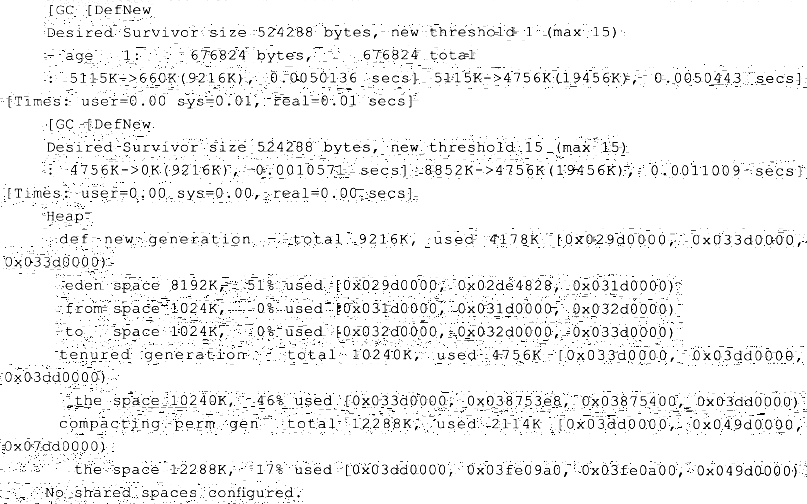 [GC [DefNew
Desired Survivor size 524288 bytes, new threshold 1 (max 15)
- age 1: 676824 bytes, 676824 total
: 5115K->660K(9216K), 0.0050136 secs] 5115K->4756K(19456K), 0.0050443 secs]
[Times: user=0.00 sys=0.01, real=0.01 secs]
[GC [DefNew
Desired Survivor size 524288 bytes, new threshold 15 (max 15)
: 4756K->0K(9216K), 0.0010571 secs] 8852K->4756K(19456K), 0.0011009 secs]
[Times: user=0.00 sys=0.00, real=0.00 secs]
Heap
def new generation total 9216K, used 4178K [0x029d0000, 0x033d0000,
0x033d0000)
eden space 8192K, 51% used [0x029d0000, 0x02de4828, 0x031d0000)
from space 1024K, 0% used [0x031d0000, 0x031d0000, 0x032d0000)
to space 1024K, 0% used [0x032d0000, 0x032d0000, 0x033d0000)
tenured generation total 10240K, used 4756K [0x033d0000, 0x03dd0000,
0x03dd0000)
the space 10240K, 46% used [0x033d0000, 0x038753e8, 0x03875400, 0x03dd0000)
compacting perm gen total 12288K, used 2114K [0x03dd0000, 0x049d0000,
0x07dd0000)
the space 12288K, 17% used [0x03dd0000, 0x03fe09a0, 0x03fe0a00, 0x049d0000)
No shared spaces configured.